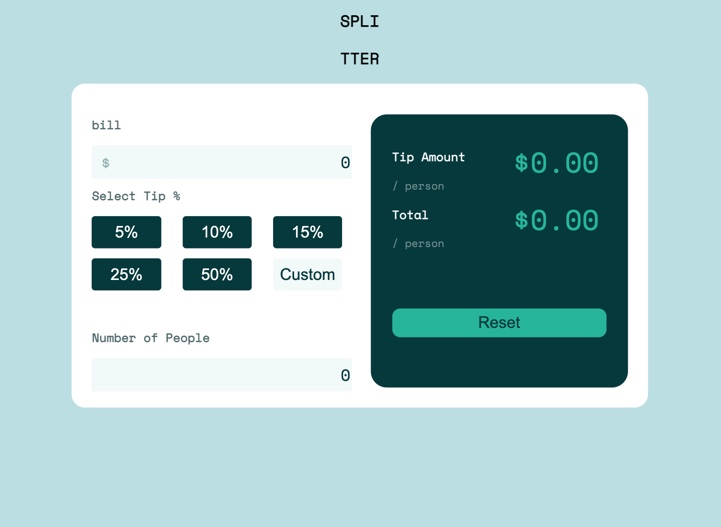 SPLI
TTER
bill
$ 0
Select Tip %
5% 10% 15%
25% 50% Custom
Number of People
0
Tip Amount $0.00
/ person
Total $0.00
/ person
Reset